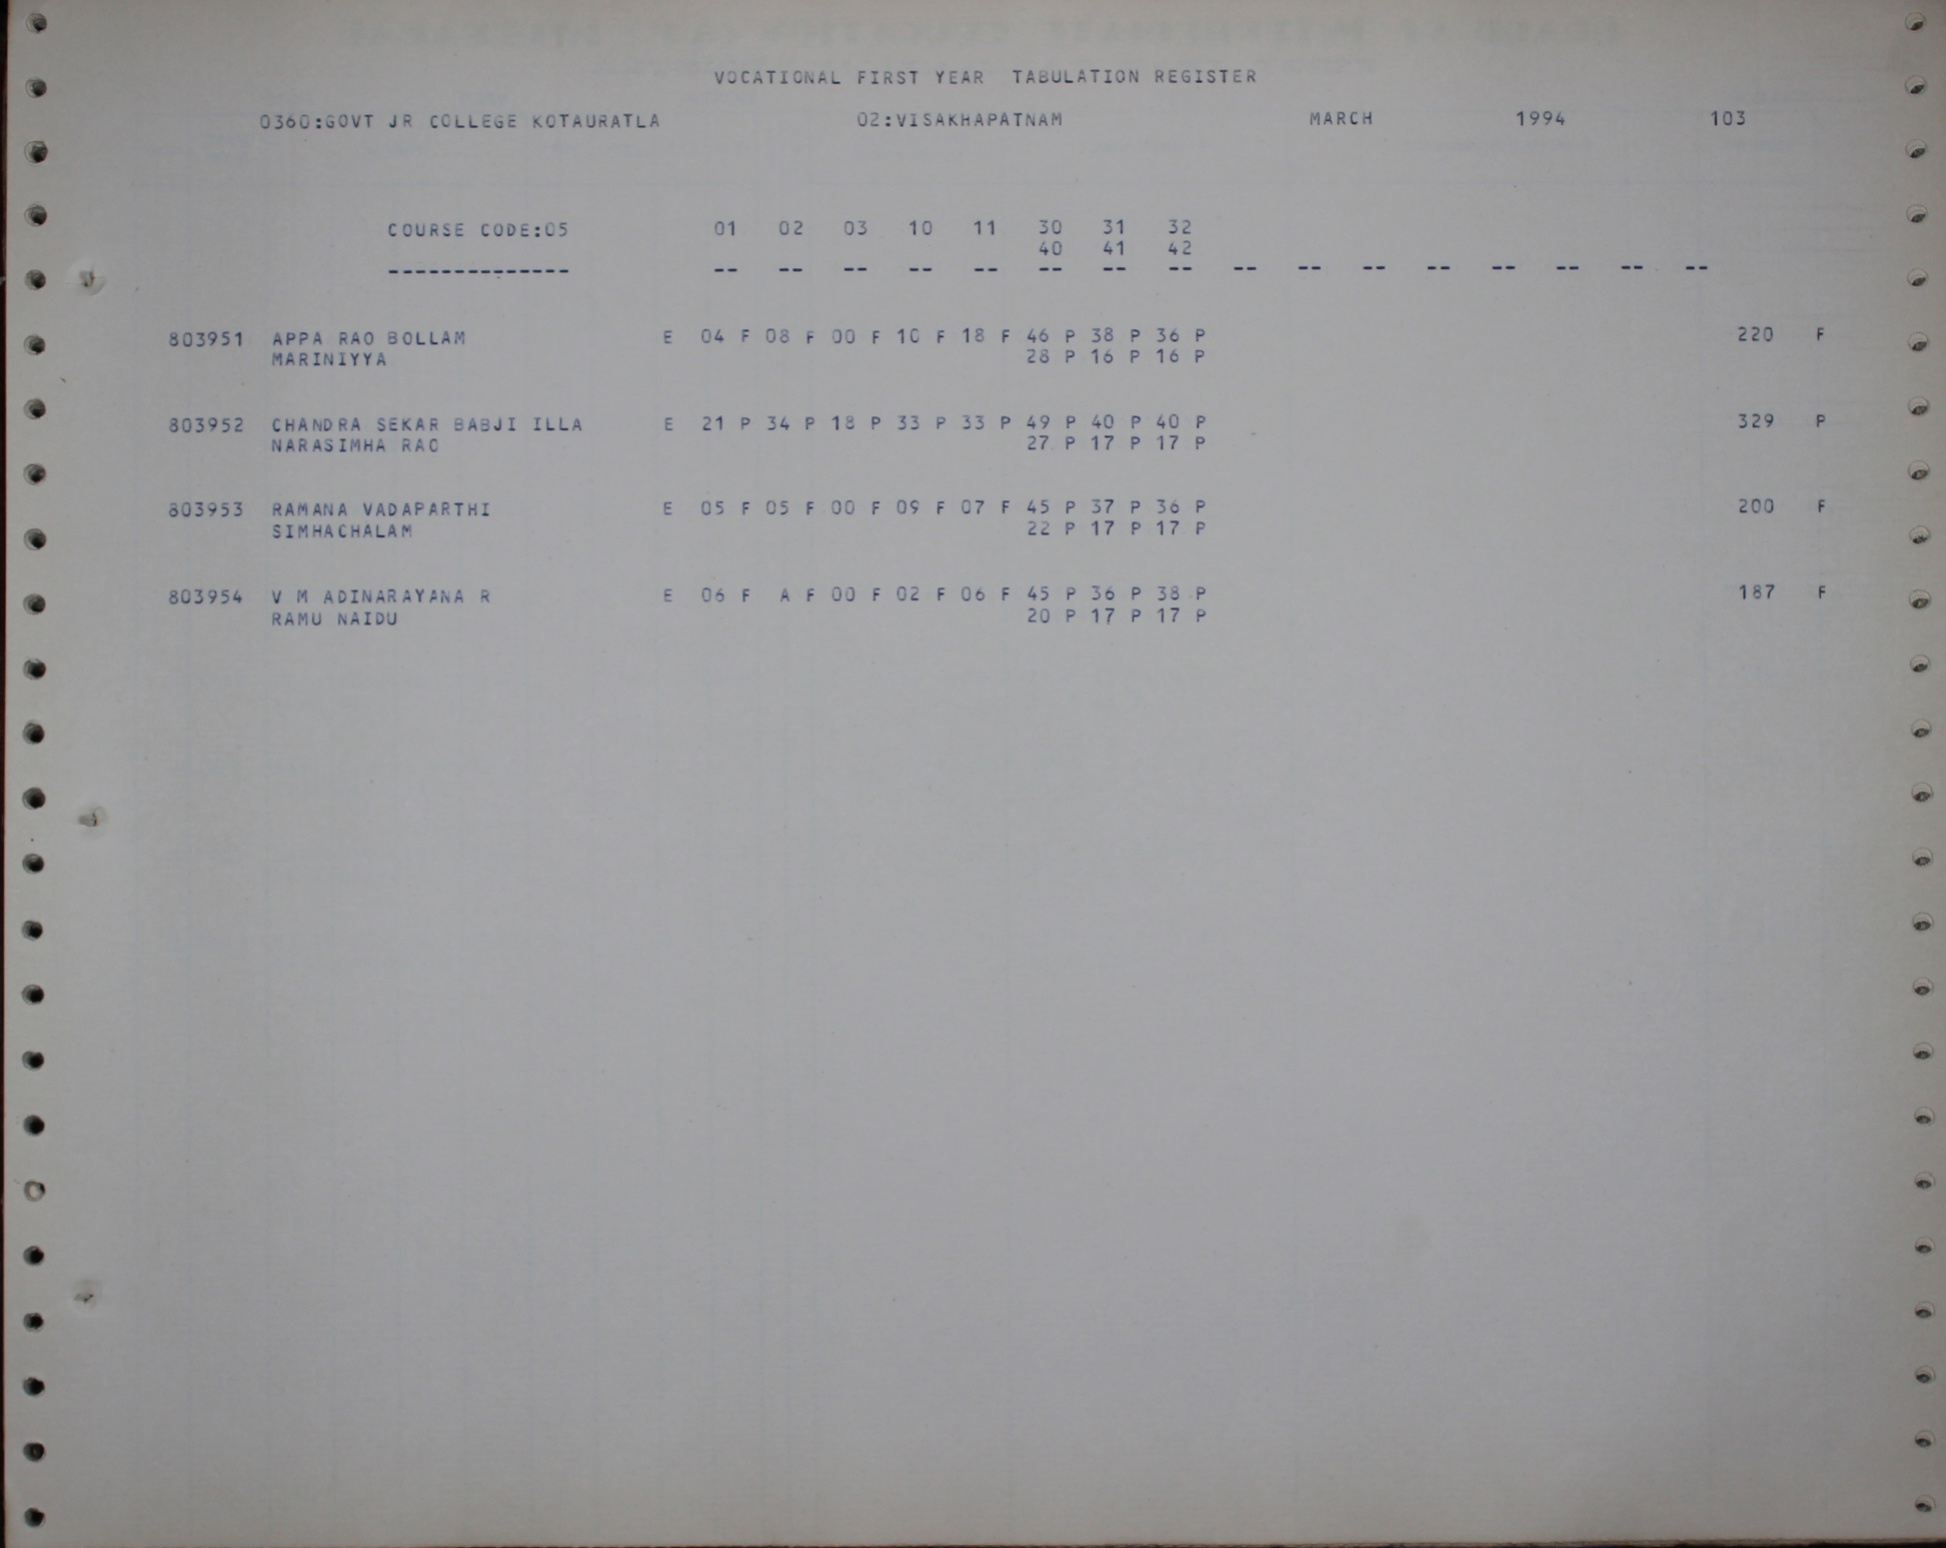 VOCATIONAL FIRST YEAR TABULATION REGISTER
0360:GOVT JR COLLEGE KOTAURATLA 02:VISAKHAPATNAM MARCH 1994 103
COURSE CODE:05 01 02 03 10 11 30 31 32
40 41 42
-------------- -- -- -- -- -- -- -- -- -- -- -- -- -- -- -- --
803951 APPA RAO BOLLAM E 04 F 08 F 00 F 10 F 18 F 46 P 38 P 36 P 220 F
MARINIYYA 28 P 16 P 16 P
803952 CHANDRA SEKAR BABJI ILLA E 21 P 34 P 18 P 33 P 33 P 49 P 40 P 40 P 329 P
NARASIMHA RAO 27 P 17 P 17 P
803953 RAMANA VADAPARTHI E 05 F 05 F 00 F 09 F 07 F 45 P 37 P 36 P 200 F
SIMHACHALAM 22 P 17 P 17 P
803954 V M ADINARAYANA R E 06 F A F 00 F 02 F 06 F 45 P 36 P 38 P 187 F
RAMU NAIDU 20 P 17 P 17 P